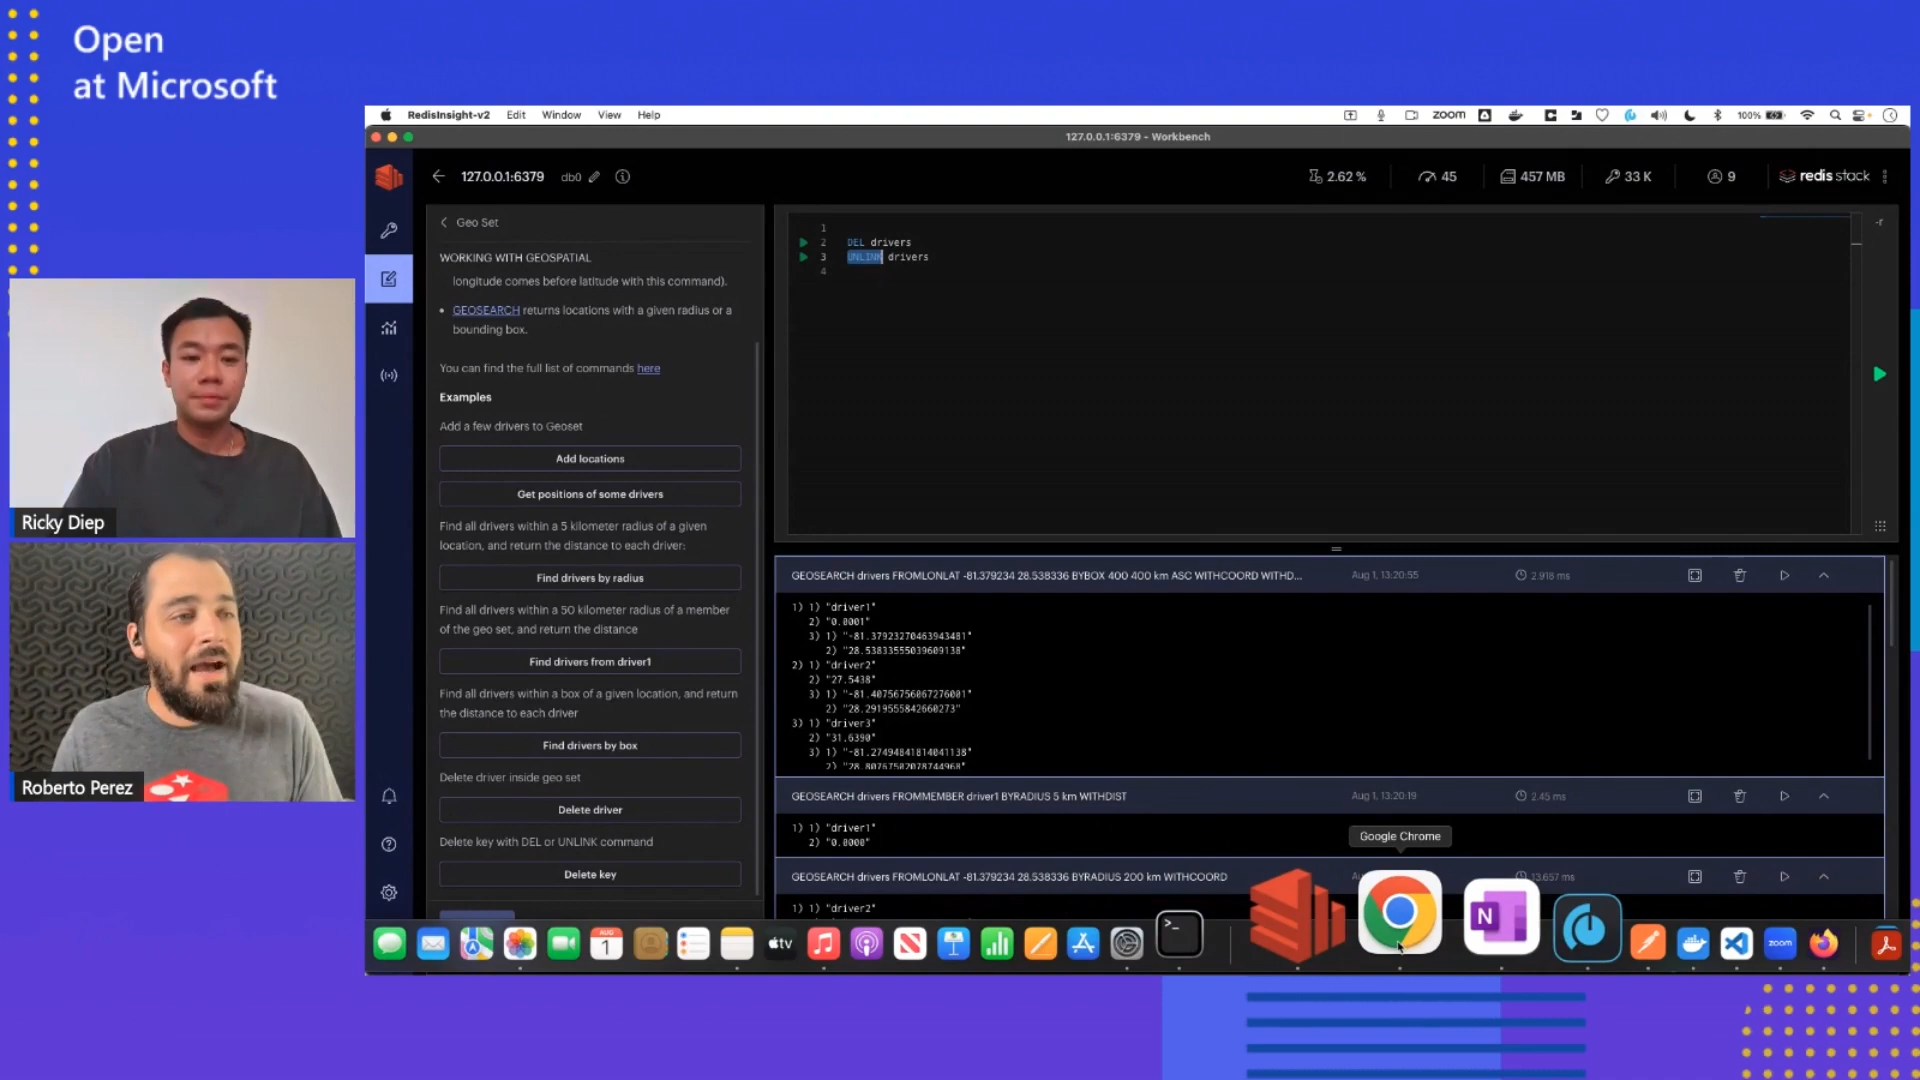 Open
at Microsoft
RedisInsight-v2 Edit Window View Help
zoom
100%
127.0.0.1:6379 - Workbench
127.0.0.1:6379 db0
2.62 % 45 457 MB 33 K 9 redis stack
Geo Set
WORKING WITH GEOSPATIAL
longitude comes before latitude with this command).
• GEOSEARCH returns locations with a given radius or a
bounding box.
You can find the full list of commands here
Examples
Add a few drivers to Geoset
Add locations
Get positions of some drivers
Find all drivers within a 5 kilometer radius of a given
location, and return the distance to each driver:
Find drivers by radius
Find all drivers within a 50 kilometer radius of a member
of the geo set, and return the distance
Find drivers from driver1
Find all drivers within a box of a given location, and return
the distance to each driver
Find drivers by box
Delete driver inside geo set
Delete driver
Delete key with DEL or UNLINK command
Delete key
1
2 DEL drivers
3 UNLINK drivers
4
-r
GEOSEARCH drivers FROMLONLAT -81.379234 28.538336 BYBOX 400 400 km ASC WITHCOORD WITHD... Aug 1, 13:20:55 2.918 ms
1) 1) "driver1"
2) "0.0001"
3) 1) "-81.37923270463943481"
2) "28.53833555039609138"
2) 1) "driver2"
2) "27.5438"
3) 1) "-81.40756756067276001"
2) "28.2919555842660273"
3) 1) "driver3"
2) "31.6390"
3) 1) "-81.27494841814041138"
2) "28.80767502078744968"
GEOSEARCH drivers FROMMEMBER driver1 BYRADIUS 5 km WITHDIST Aug 1, 13:20:19 2.45 ms
1) 1) "driver1"
2) "0.0000"
Google Chrome
GEOSEARCH drivers FROMLONLAT -81.379234 28.538336 BYRADIUS 200 km WITHCOORD 13.657 ms
1) 1) "driver2"
AUG
1
tv
>_
N
zoom
Ricky Diep
Roberto Perez